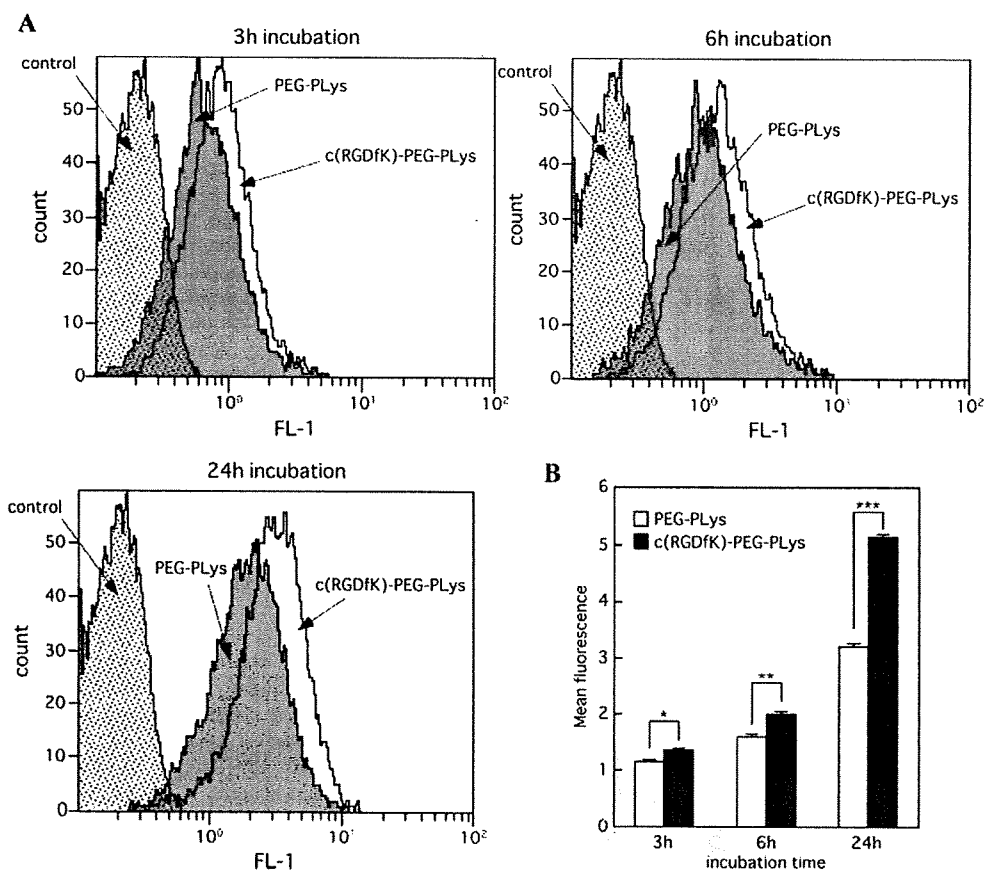 A
3h incubation
control
PEG-PLys
c(RGDfK)-PEG-PLys
count
50
40
30
20
10
0
10⁰
10¹
10²
FL-1
6h incubation
control
PEG-PLys
c(RGDfK)-PEG-PLys
count
50
40
30
20
10
0
10⁰
10¹
10²
FL-1
24h incubation
control
PEG-PLys
c(RGDfK)-PEG-PLys
count
50
40
30
20
10
0
10⁰
10¹
10²
FL-1
B
PEG-PLys
c(RGDfK)-PEG-PLys
Mean fluorescence
6
5
4
3
2
1
0
*
**
***
3h
6h
24h
incubation time